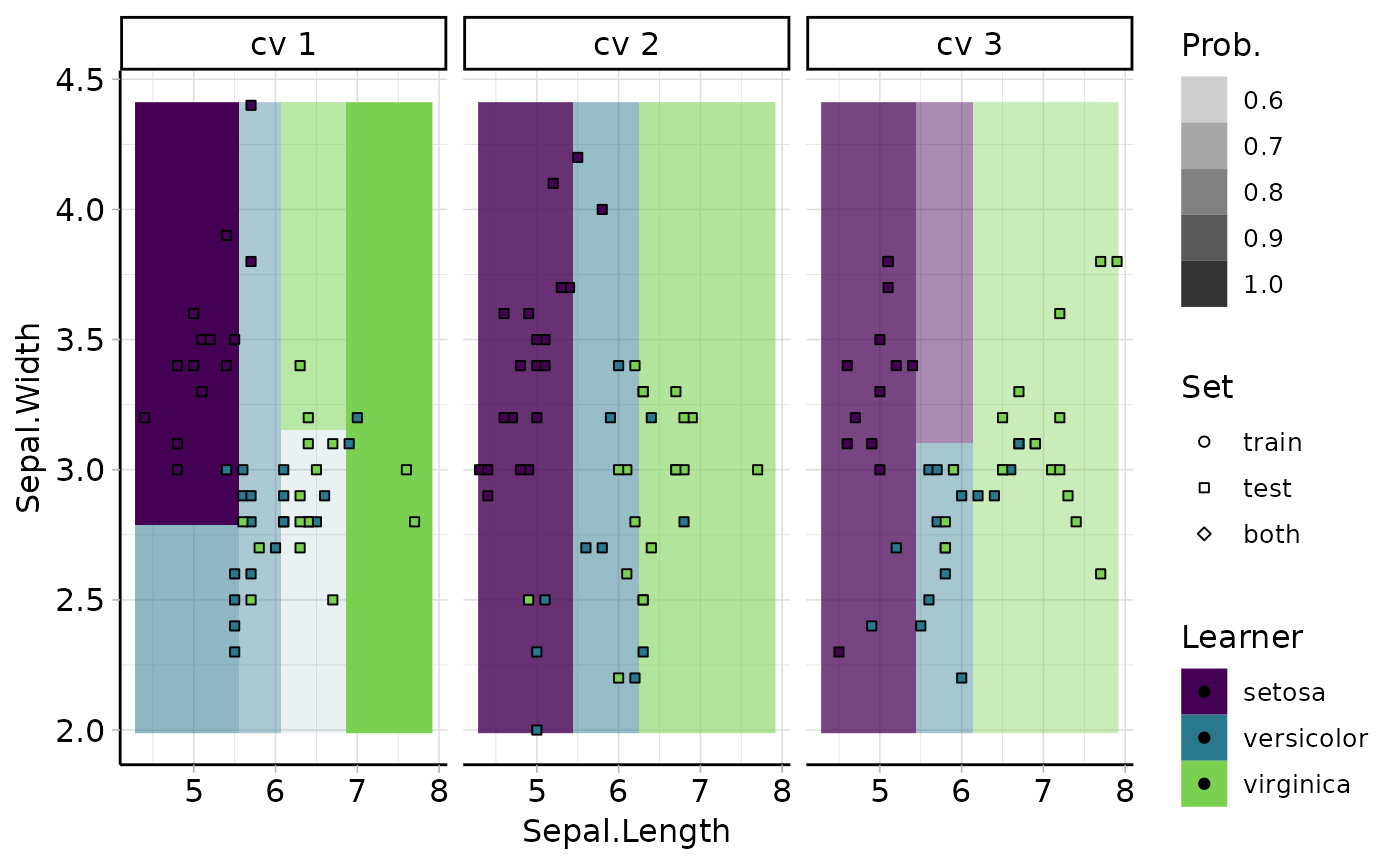 cv 1
cv 2
cv 3
4.5
4.0
3.5
3.0
2.5
2.0
Sepal.Width
5 6 7 8
5 6 7 8
5 6 7 8
Sepal.Length
Prob.
0.6
0.7
0.8
0.9
1.0
Set
train
test
both
Learner
setosa
versicolor
virginica